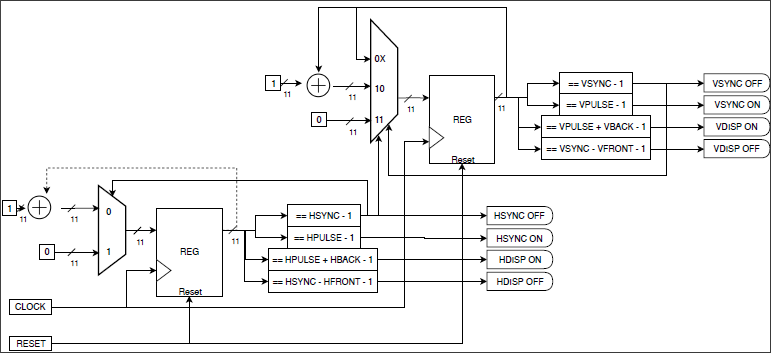 0X
1
11
11
10
11
11
== VSYNC - 1
VSYNC OFF
0
11
11
REG
== VPULSE - 1
VSYNC ON
== VPULSE + VBACK - 1
VDiSP ON
== VSYNC - VFRONT - 1
VDiSP OFF
Reset
1
11
11
0
11
11
== HSYNC - 1
HSYNC OFF
0
11
1
REG
== HPULSE - 1
HSYNC ON
== HPULSE + HBACK - 1
HDiSP ON
== HSYNC - HFRONT - 1
HDiSP OFF
Reset
CLOCK
RESET